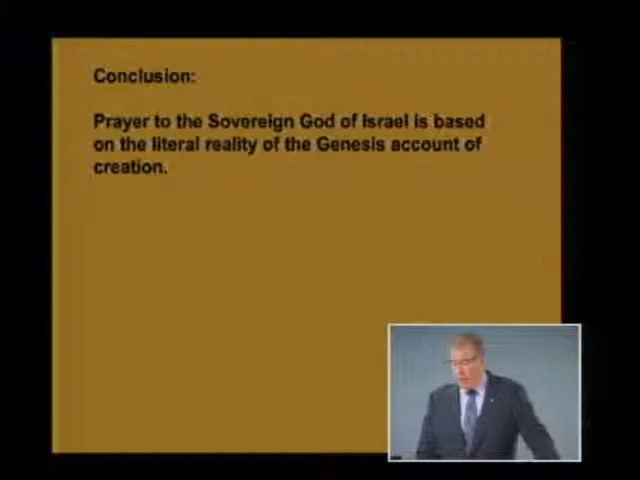 Conclusion:
Prayer to the Sovereign God of Israel is based
on the literal reality of the Genesis account of
creation.